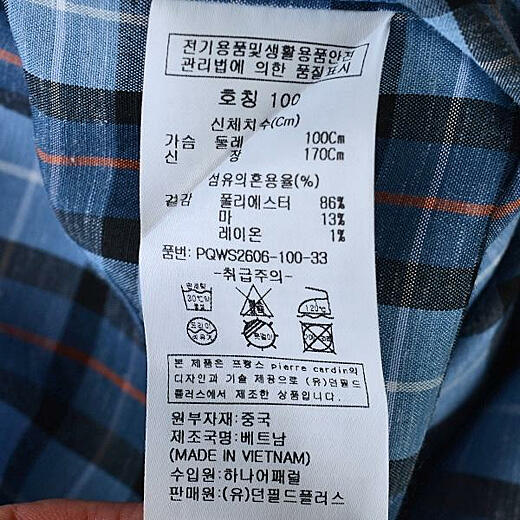 전기용품및생활용품안전
관리법에 의한 품질표시
호칭 100
신체치수(Cm)
가슴 둘레 100Cm
신 장 170Cm
섬유의혼용율(%)
겉감 폴리에스터 86%
마 13%
레이온 1%
품번: PQWS2606-100-33
-취급주의-
30℃
120℃
드라이
본 제품은 프랑스 pierre cardin의
디자인과 기술 제공으로 (유)던필드
플러스에서 제조한 상품입니다.
원부자재:중국
제조국명:베트남
(MADE IN VIETNAM)
수입원:하나어패럴
판매원:(유)던필드플러스